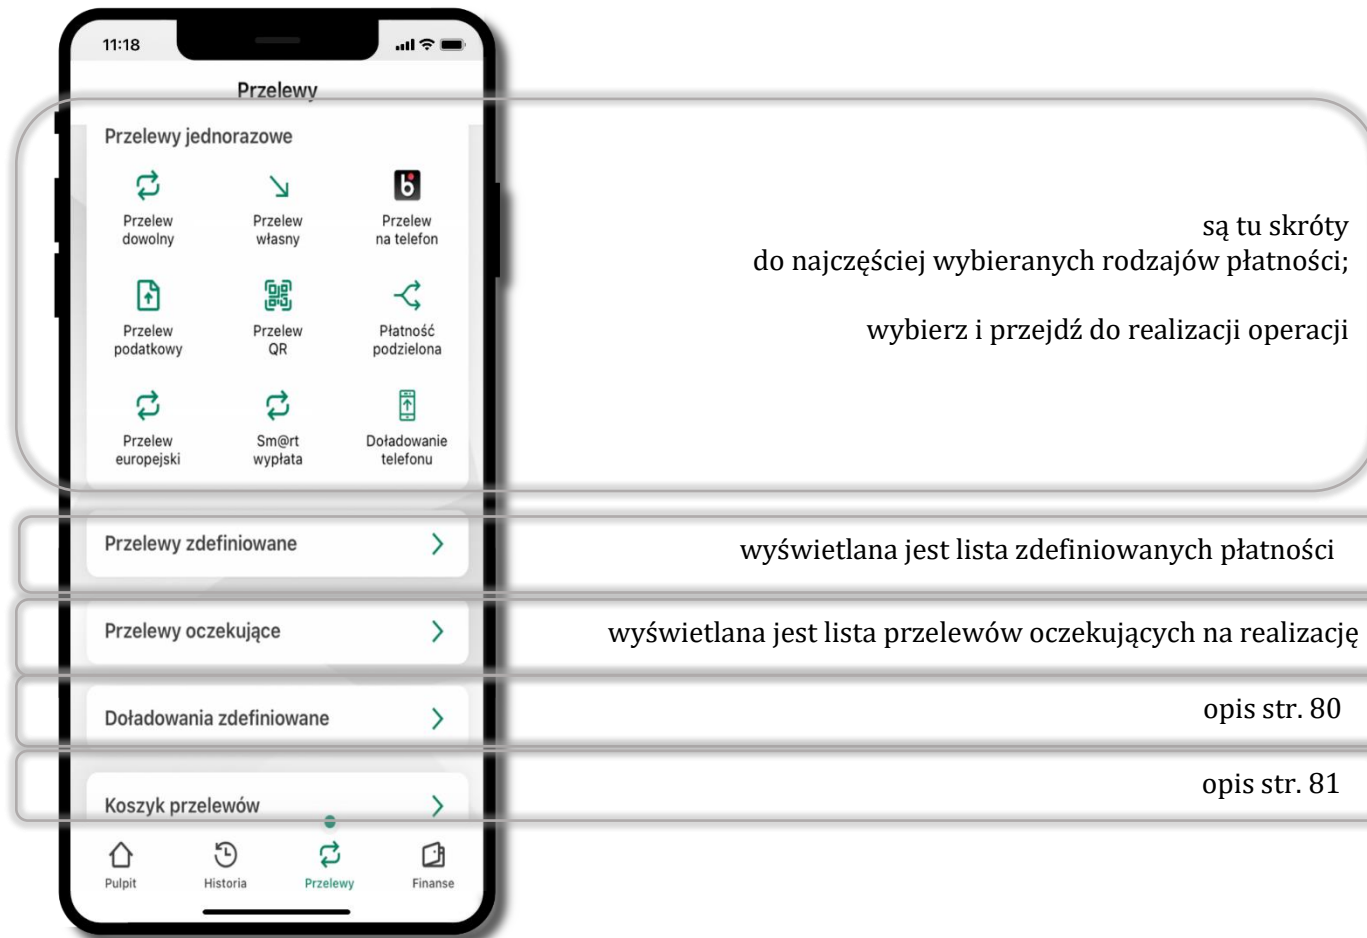 11:18
Przelewy
Przelewy jednorazowe
Przelew
dowolny
Przelew
własny
Przelew
na telefon
są tu skróty
do najczęściej wybieranych rodzajów płatności;
wybierz i przejdź do realizacji operacji
Przelew
podatkowy
Przelew
QR
Płatność
podzielona
Przelew
europejski
Sm@rt
wypłata
Doładowanie
telefonu
Przelewy zdefiniowane
wyświetlana jest lista zdefiniowanych płatności
Przelewy oczekujące
wyświetlana jest lista przelewów oczekujących na realizację
Doładowania zdefiniowane
opis str. 80
Koszyk przelewów
opis str. 81
Pulpit
Historia
Przelewy
Finanse